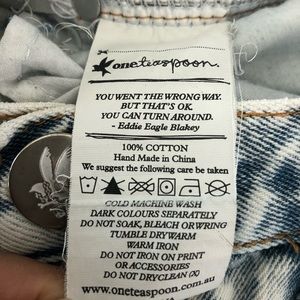 oneteaspoon.
YOU WENT THE WRONG WAY.
BUT THAT'S OK.
YOU CAN TURN AROUND.
- Eddie Eagle Blakey
100% COTTON
Hand Made in China
We suggest the following care be taken
COLD MACHINE WASH
DARK COLOURS SEPARATELY
DO NOT SOAK, BLEACH OR WRING
TUMBLE DRY WARM
WARM IRON
DO NOT IRON ON PRINT
OR ACCESSORIES
DO NOT DRYCLEAN (X)
www.oneteaspoon.com.au